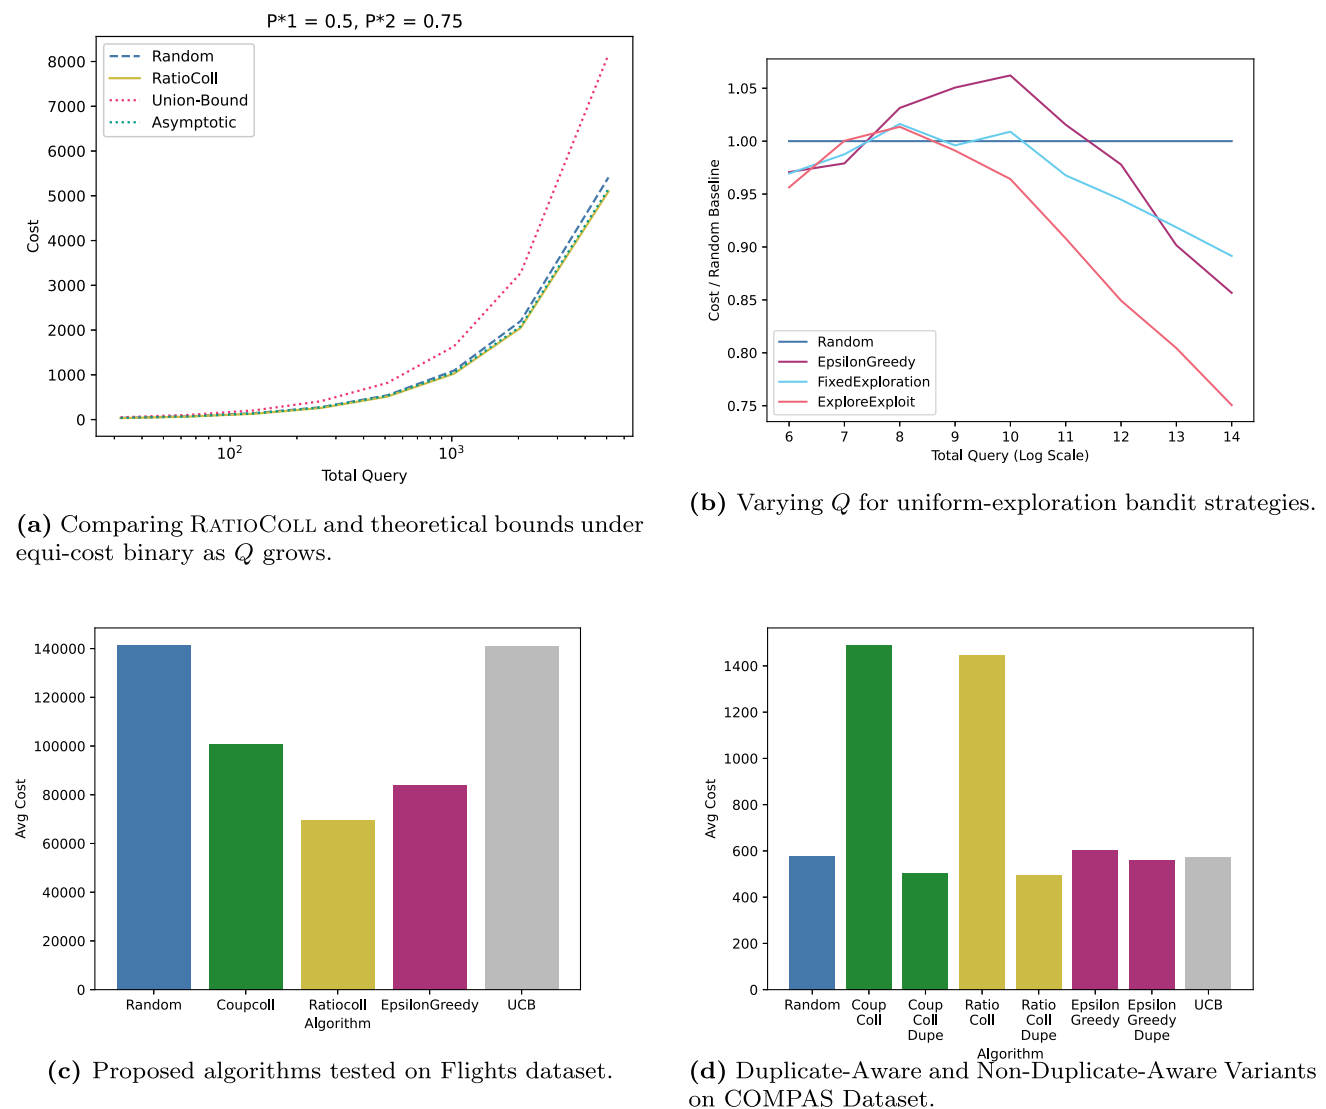 P*1 = 0.5, P*2 = 0.75
Random
RatioColl
Union-Bound
Asymptotic
8000
7000
6000
5000
4000
3000
2000
1000
0
Cost
10²
10³
Total Query
(a) Comparing RATIOCOLL and theoretical bounds under
equi-cost binary as Q grows.
1.05
1.00
0.95
0.90
0.85
0.80
0.75
Cost / Random Baseline
Random
EpsilonGreedy
FixedExploration
ExploreExploit
6 7 8 9 10 11 12 13 14
Total Query (Log Scale)
(b) Varying Q for uniform-exploration bandit strategies.
140000
120000
100000
80000
60000
40000
20000
0
Avg Cost
Random Coupcoll Ratiocoll EpsilonGreedy UCB
Algorithm
(c) Proposed algorithms tested on Flights dataset.
1400
1200
1000
800
600
400
200
0
Avg Cost
Random Coup Coup Ratio Ratio Epsilon Epsilon UCB
Coll Coll Coll Coll Greedy Greedy
Dupe Dupe Dupe
Algorithm
(d) Duplicate-Aware and Non-Duplicate-Aware Variants
on COMPAS Dataset.